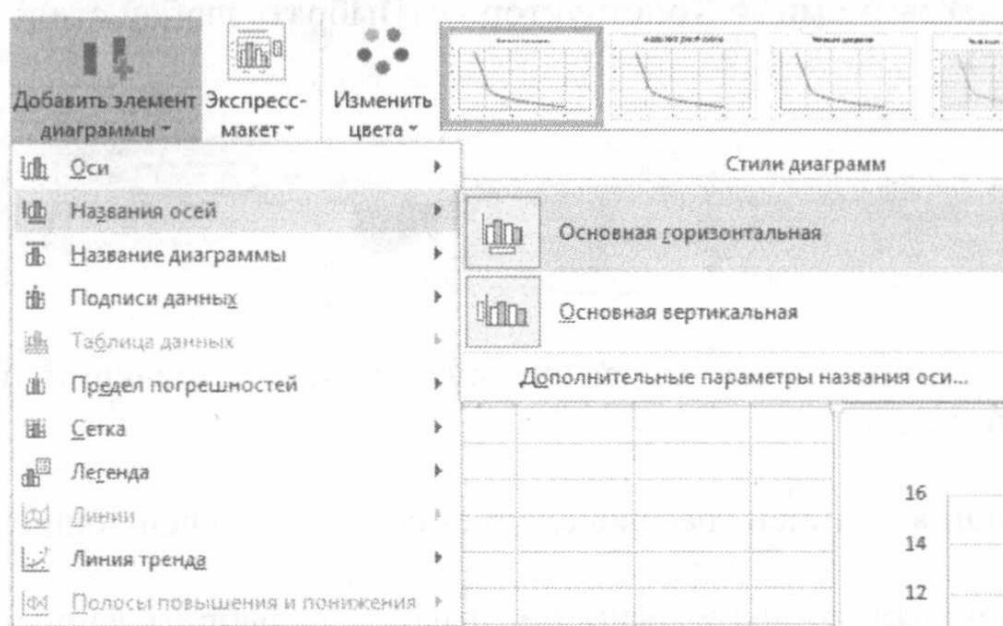 Добавить элемент диаграммы
Экспресс-макет
Изменить цвета
Стили диаграмм
Оси
Названия осей
Название диаграммы
Подписи данных
Таблица данных
Предел погрешностей
Сетка
Легенда
Линии
Линия тренда
Полосы повышения и понижения
Основная горизонтальная
Основная вертикальная
Дополнительные параметры названия оси...
16
14
12